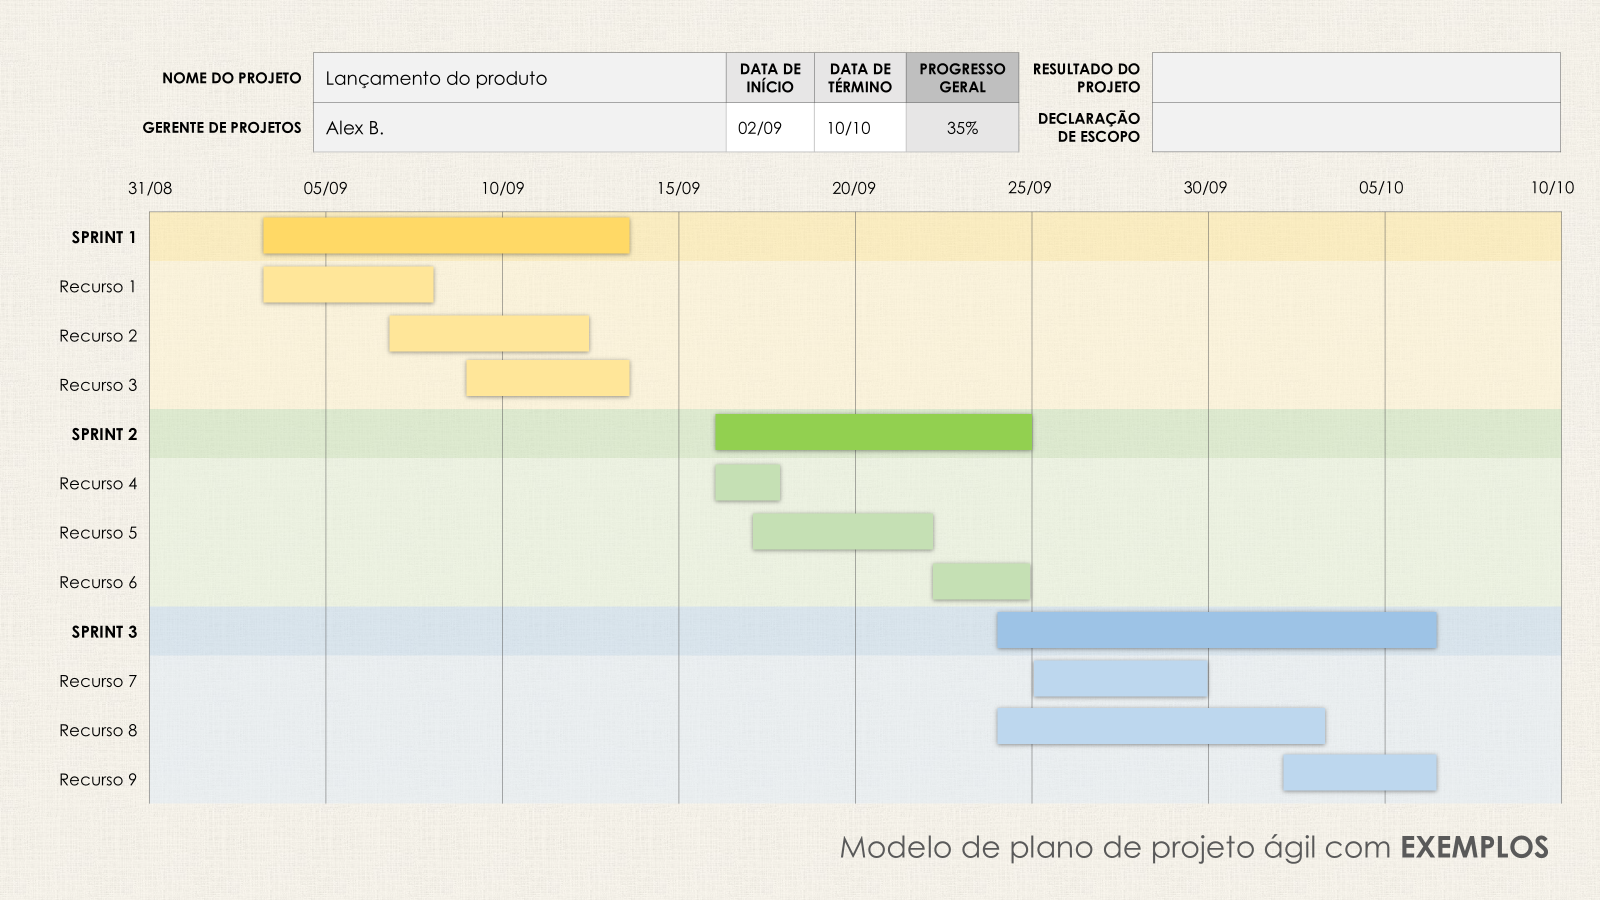 NOME DO PROJETO
Lançamento do produto
DATA DE
INÍCIO
DATA DE
TÉRMINO
PROGRESSO
GERAL
RESULTADO DO
PROJETO
GERENTE DE PROJETOS
Alex B.
02/09
10/10
35%
DECLARAÇÃO
DE ESCOPO
31/08 05/09 10/09 15/09 20/09 25/09 30/09 05/10 10/10
SPRINT 1
Recurso 1
Recurso 2
Recurso 3
SPRINT 2
Recurso 4
Recurso 5
Recurso 6
SPRINT 3
Recurso 7
Recurso 8
Recurso 9
Modelo de plano de projeto ágil com EXEMPLOS